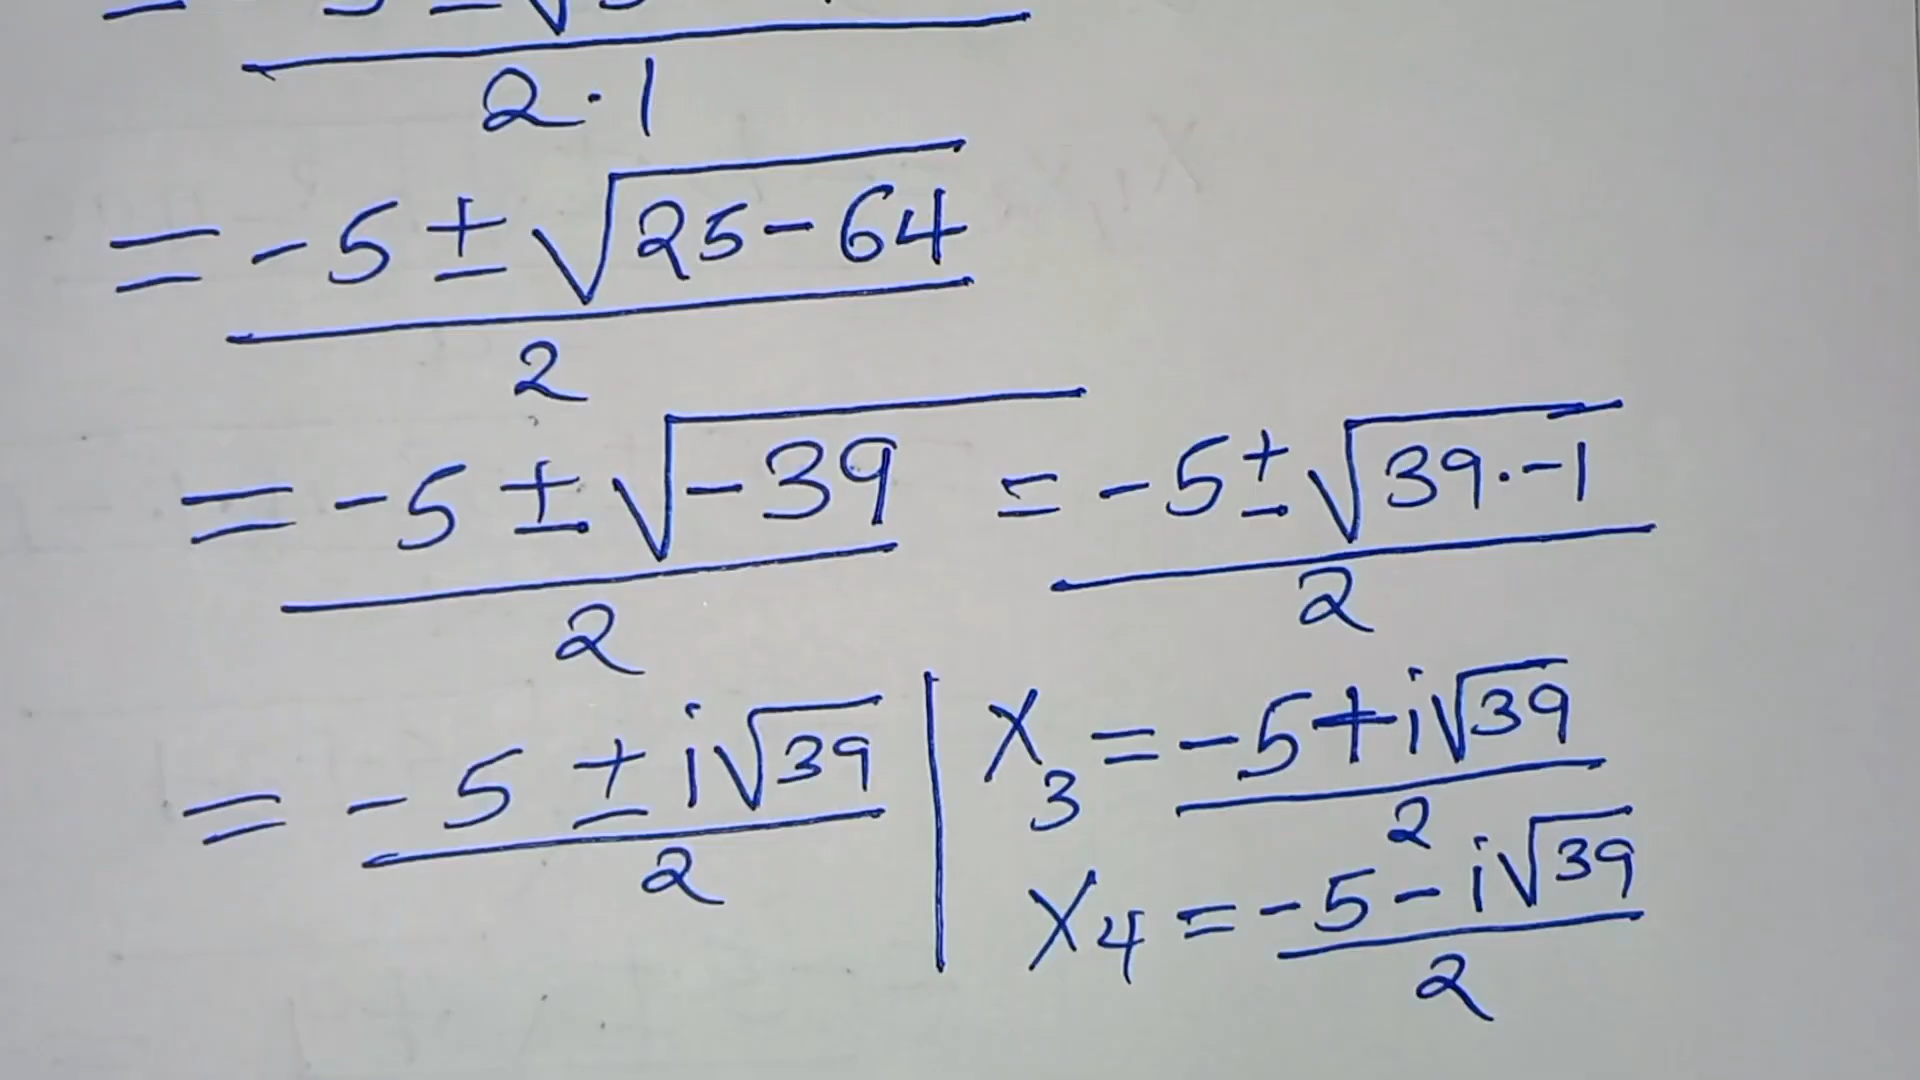 2·1
= -5 ± √25-64
2
= -5 ± √-39 = -5 ± √39·-1
2 2
= -5 ± i√39 | X3 = -5+i√39
2 2
X4 = -5-i√39
2